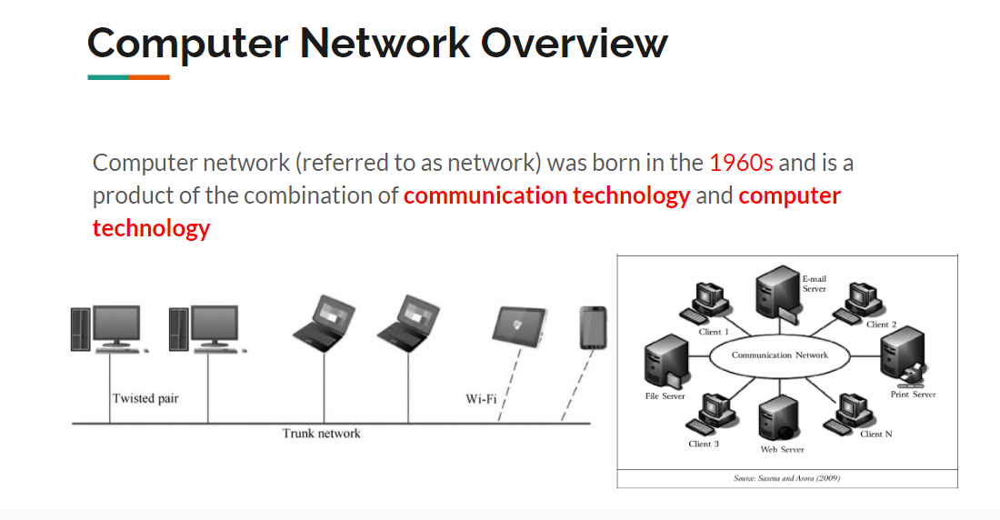 Computer Network Overview
Computer network (referred to as network) was born in the 1960s and is a
product of the combination of communication technology and computer
technology
Twisted pair
Wi-Fi
Trunk network
E-mail
Server
Client 1
Client 2
Communication Network
File Server
Print Server
Client 3
Web Server
Client N
Source: Saxena and Arora (2009)